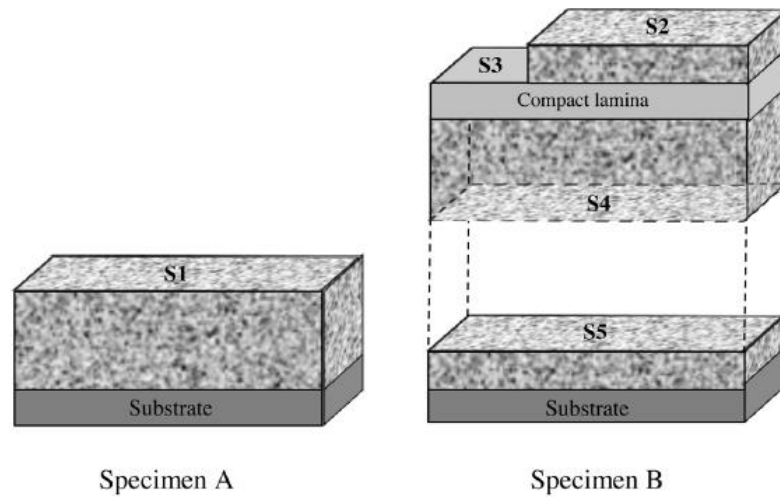 S2
S3
Compact lamina
S4
S1
S5
Substrate
Substrate
Specimen A
Specimen B